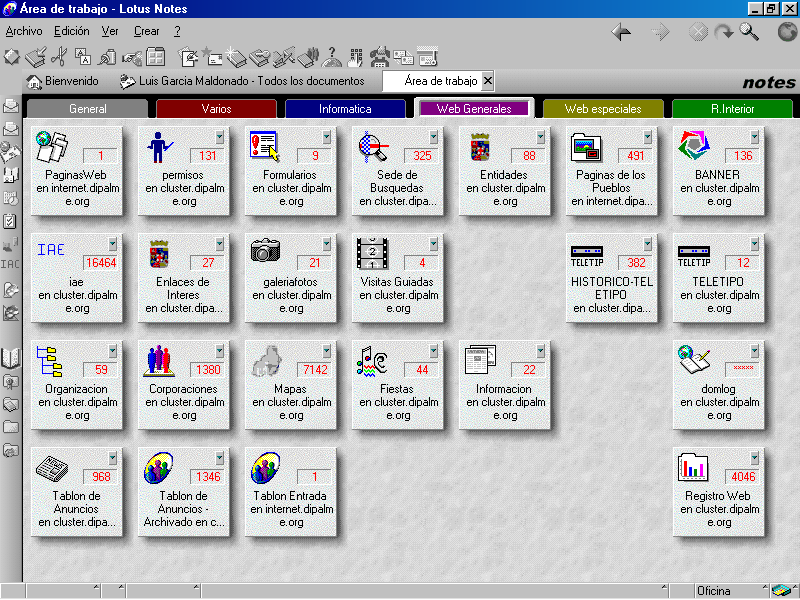 Área de trabajo - Lotus Notes
Archivo Edición Ver Crear ?
Bienvenido
Luis Garcia Maldonado - Todos los documentos
Área de trabajo
notes
General
Varios
Informatica
Web Generales
Web especiales
R.Interior
1
PaginasWeb
en internet.dipalm
e.org
131
permisos
en cluster.dipalm
e.org
9
Formularios
en cluster.dipalm
e.org
325
Sede de
Busquedas
en cluster.dipa...
88
Entidades
en cluster.dipalm
e.org
491
Paginas de los
Pueblos
en internet.dipa...
136
BANNER
en cluster.dipalm
e.org
IAE
16464
iae
en cluster.dipalm
e.org
27
Enlaces de
Interes
en cluster.dipa...
21
galeriafotos
en cluster.dipalm
e.org
2
4
Visitas Guiadas
en cluster.dipalm
e.org
TELETIP
382
HISTORICO-TEL
ETIPO
en cluster.dipa...
TELETIP
12
TELETIPO
en cluster.dipalm
e.org
IAC
59
Organizacion
en cluster.dipalm
e.org
1380
Corporaciones
en cluster.dipalm
e.org
7142
Mapas
en cluster.dipalm
e.org
44
Fiestas
en cluster.dipalm
e.org
22
Informacion
en cluster.dipalm
e.org
×××××
domlog
en cluster.dipalm
e.org
968
Tablon de
Anuncios
en cluster.dipa...
1346
Tablon de
Anuncios -
Archivado en c...
1
Tablon Entrada
en internet.dipalm
e.org
4046
Registro Web
en cluster.dipalm
e.org
Oficina